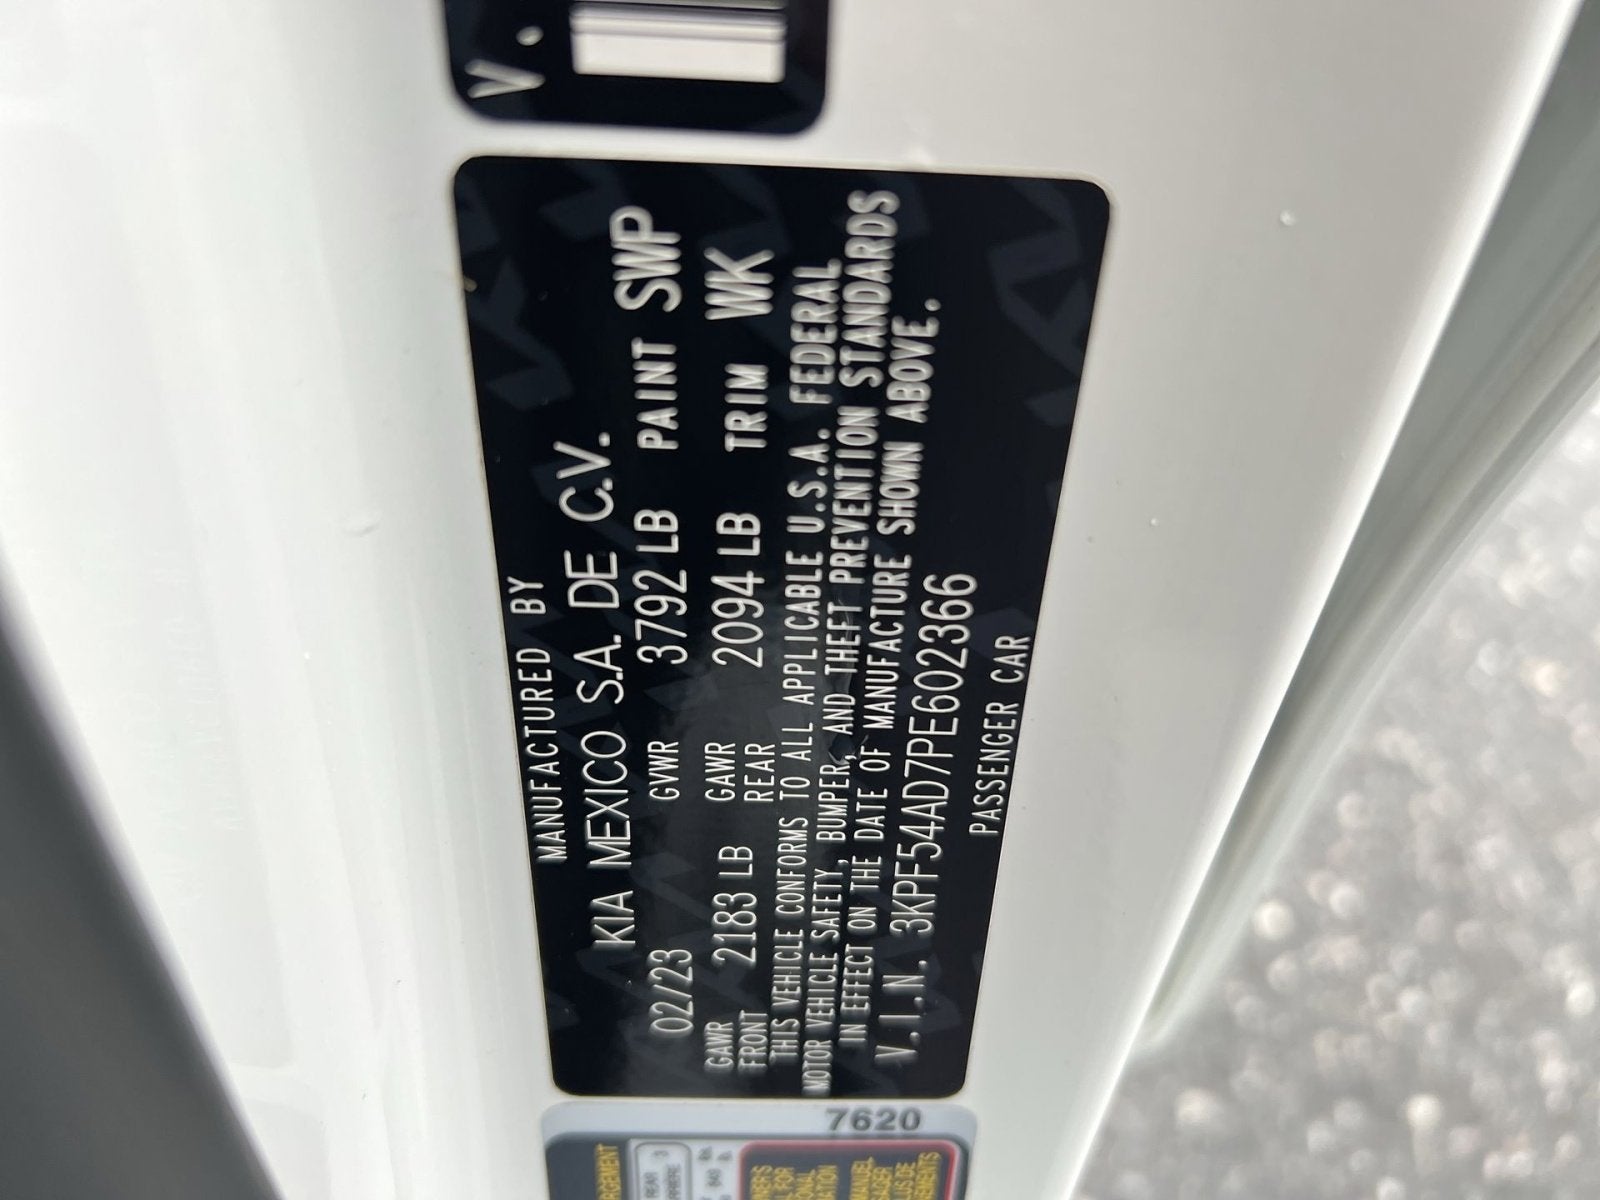 V.
MANUFACTURED BY
KIA MEXICO S.A. DE C.V.
02/23 GVWR 3792 LB PAINT SWP
GAWR FRONT 2183 LB GAWR REAR 2094 LB TRIM WK
THIS VEHICLE CONFORMS TO ALL APPLICABLE U.S.A. FEDERAL
MOTOR VEHICLE SAFETY, BUMPER, AND THEFT PREVENTION STANDARDS
IN EFFECT ON THE DATE OF MANUFACTURE SHOWN ABOVE.
V.I.N. 3KPF54AD7PE602366
PASSENGER CAR
7620
REAR
3